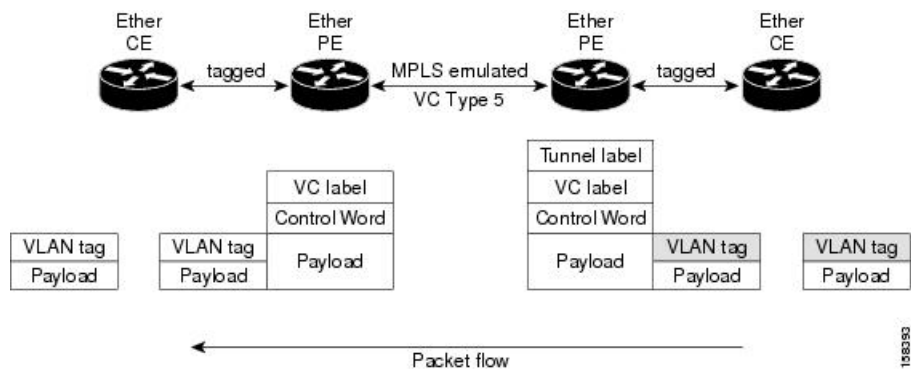 Ether
CE
Ether
PE
Ether
PE
Ether
CE
tagged
MPLS emulated
VC Type 5
tagged
Tunnel label
VC label
VC label
Control Word
Control Word
VLAN tag
VLAN tag
Payload
Payload
VLAN tag
VLAN tag
Payload
Payload
Payload
Payload
Packet flow
158393